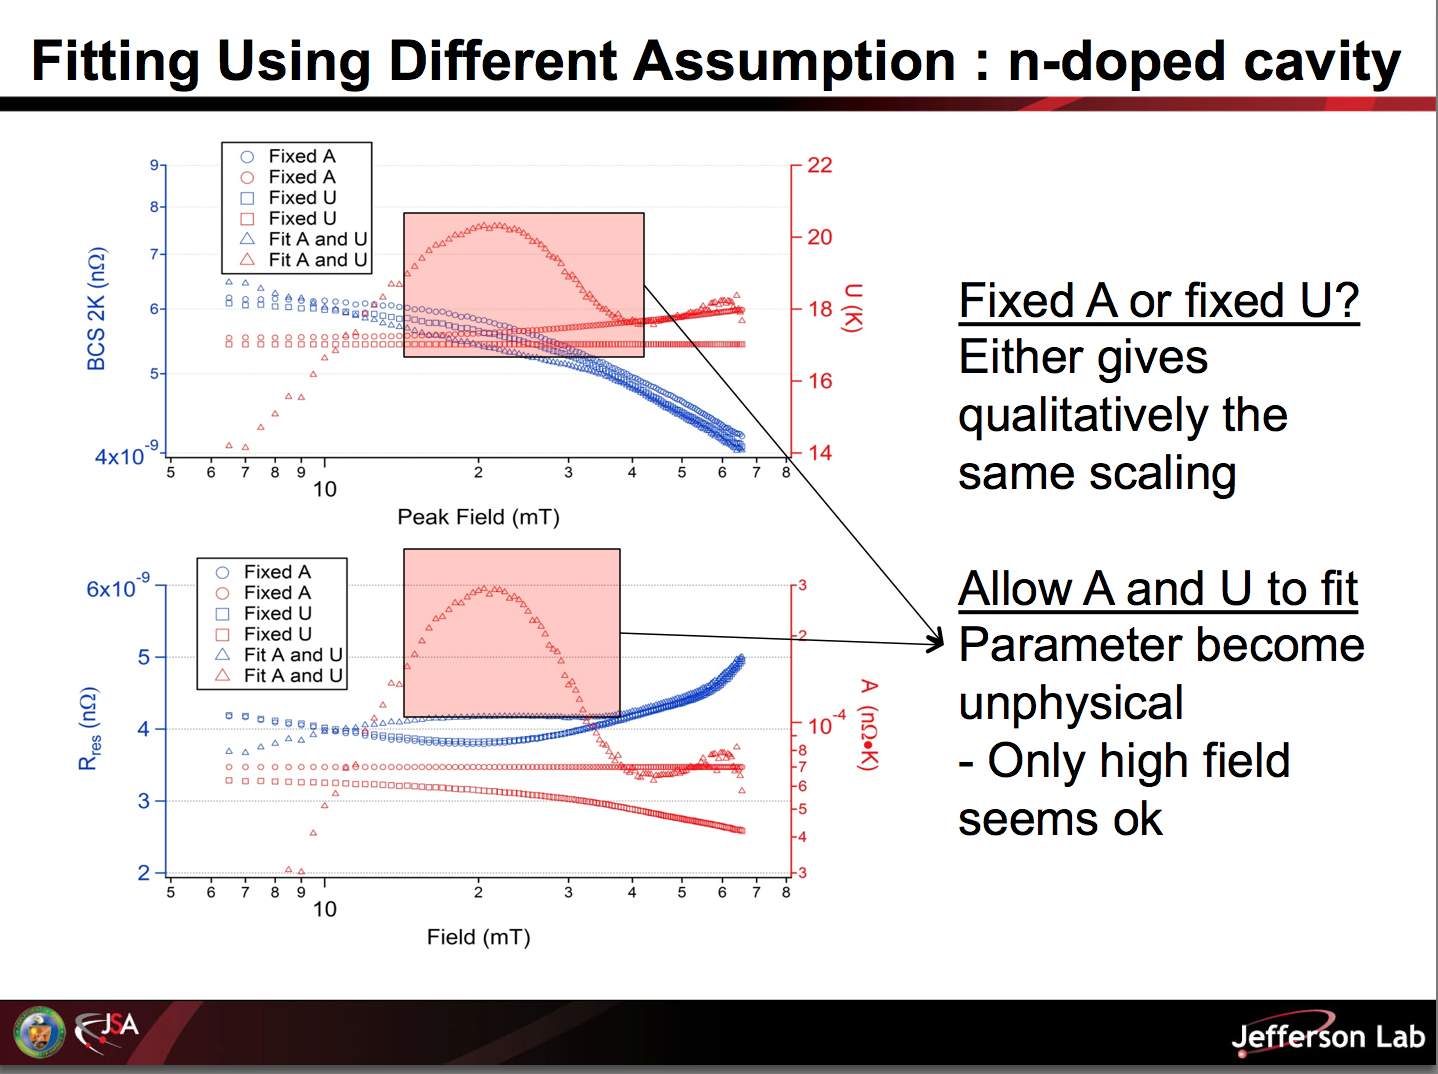 Fitting Using Different Assumption : n-doped cavity
Fixed A
Fixed A
Fixed U
Fixed U
Fit A and U
Fit A and U
9
8
7
6
5
4x10-9
BCS 2K (nΩ)
22
20
18
16
14
U (K)
5 6 7 8 9 10 2 3 4 5 6 7 8
Peak Field (mT)
Fixed A
Fixed A
Fixed U
Fixed U
Fit A and U
Fit A and U
6x10-9
5
4
3
2
Rres (nΩ)
3
2
10-4
8
7
6
5
4
3
A (nΩ•K)
5 6 7 8 9 10 2 3 4 5 6 7 8
Field (mT)
Fixed A or fixed U?
Either gives
qualitatively the
same scaling
Allow A and U to fit
Parameter become
unphysical
- Only high field
seems ok
JSA
Jefferson Lab